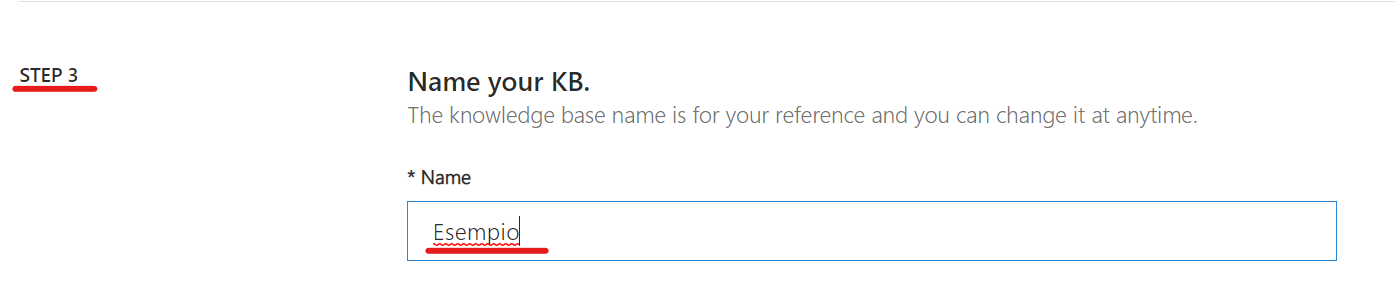 STEP 3
Name your KB.
The knowledge base name is for your reference and you can change it at anytime.
* Name
Esempio